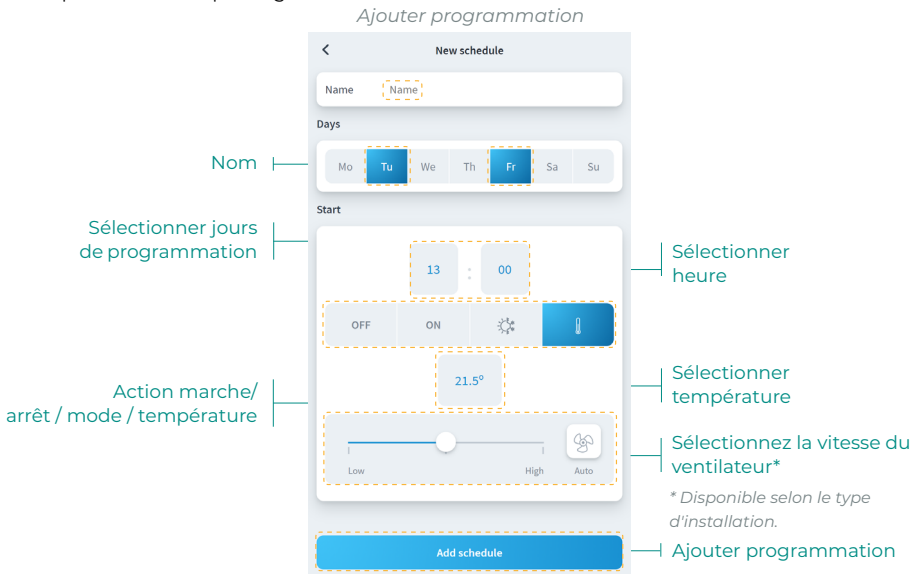 Ajouter programmation
New schedule
Name Name
Days
Nom
Mo Tu We Th Fr Sa Su
Start
Sélectionner jours
de programmation
Sélectionner
heure
13 : 00
OFF ON
Sélectionner
température
21.5°
Action marche/
arrêt / mode / température
Sélectionnez la vitesse du
ventilateur*
Low High Auto
* Disponible selon le type
d'installation.
Add schedule
Ajouter programmation